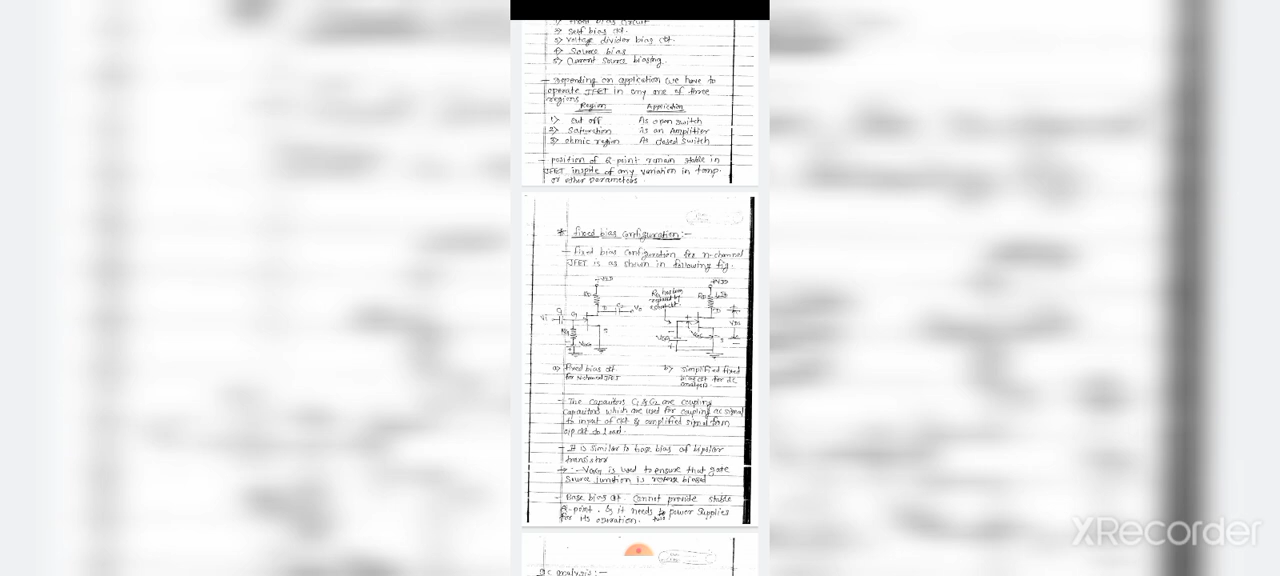 1) Fixed bias circuit
2) Self bias ckt.
3) Voltage divider bias ckt.
4) Source bias
5) Current source biasing.
- Depending on application we have to
operate JFET in any one of three
regions
Region Application
1) cut off As open switch
2) Saturation As an Amplifier
3) ohmic region As closed switch
- position of Q-point remain stable in
JFET inspite of any variation in temp.
or other parameters.
* Fixed bias configuration:-
- Fixed bias configuration for n-channel
JFET is as shown in following fig.
a) Fixed bias ckt.
for N-channel JFET
b) simplified fixed
bias ckt for DC
analysis
- The capacitors C1 & C2 are coupling
capacitors which are used for coupling ac signal
to input of ckt & amplified signal from
o/p ckt to load.
- It is similar to base bias of bipolar
transistor
- VGG is used to ensure that gate
source junction is reverse biased
- Base bias ckt. cannot provide stable
Q-point. & it needs two power supplies
for its operation.
DC analysis:-
XRecorder